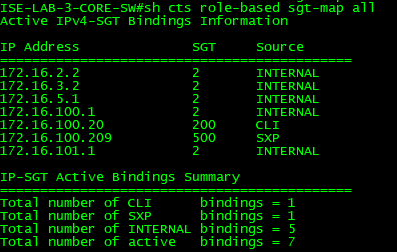 ISE-LAB-3-CORE-SW#sh cts role-based sgt-map all
Active IPv4-SGT Bindings Information
IP Address SGT Source
============================================
172.16.2.2 2 INTERNAL
172.16.3.2 2 INTERNAL
172.16.5.1 2 INTERNAL
172.16.100.1 2 INTERNAL
172.16.100.20 200 CLI
172.16.100.209 500 SXP
172.16.101.1 2 INTERNAL
IP-SGT Active Bindings Summary
============================================
Total number of CLI bindings = 1
Total number of SXP bindings = 1
Total number of INTERNAL bindings = 5
Total number of active bindings = 7